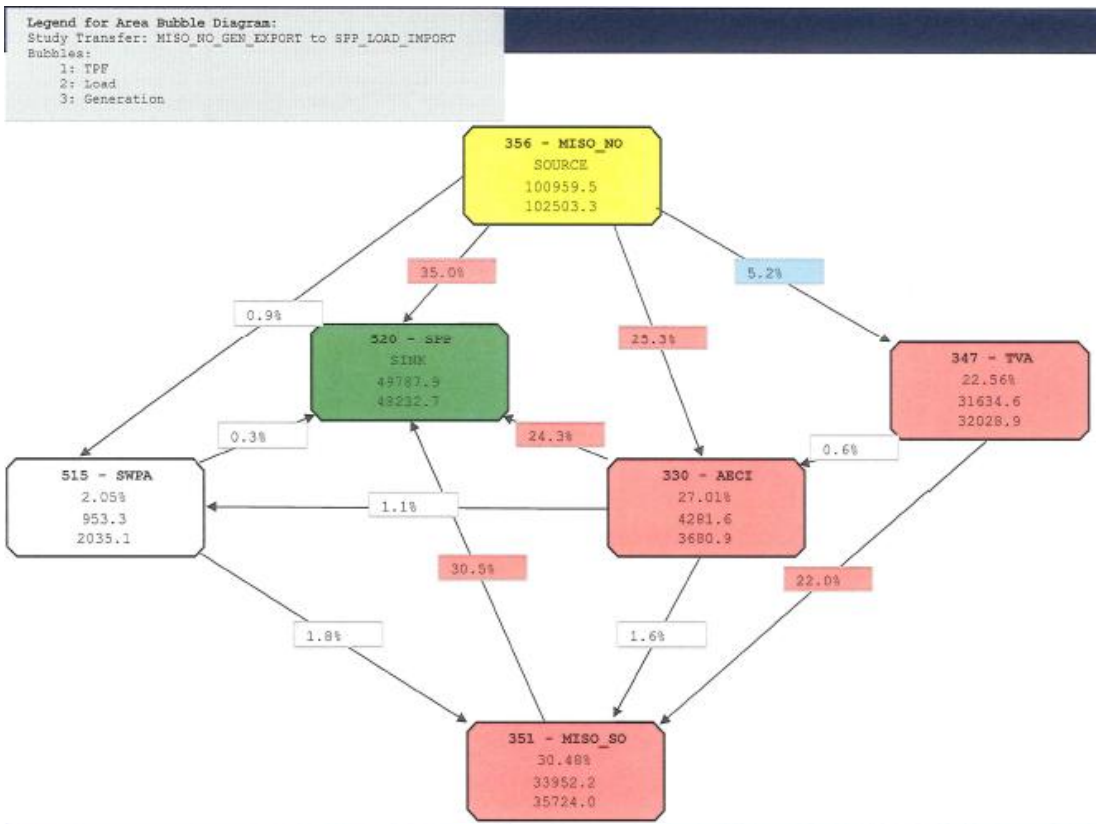 Legend for Area Bubble Diagram:
Study Transfer: MISO_NO_GEN_EXPORT to SPP_LOAD_IMPORT
Bubbles:
1: TPF
2: Load
3: Generation
356 - MISO_NO
SOURCE
100959.5
102503.3
35.0%
5.2%
0.9%
25.3%
520 - SPP
SINK
49787.9
48232.7
347 - TVA
22.56%
31634.6
32028.9
0.3%
24.3%
0.6%
515 - SWPA
2.05%
953.3
2035.1
330 - AECI
27.01%
4281.6
3680.9
1.1%
30.5%
22.0%
1.8%
1.6%
351 - MISO_SO
30.48%
33952.2
35724.0